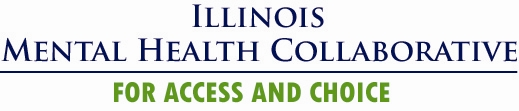 ILLINOIS
MENTAL HEALTH COLLABORATIVE
FOR ACCESS AND CHOICE